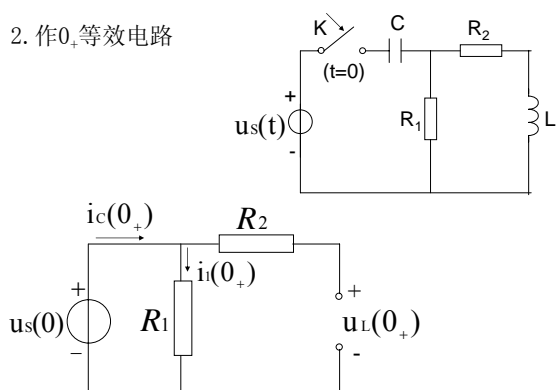 2.作0₊等效电路
K
C
R₂
(t=0)
+
uₛ(t)
-
R₁
L
ic(0₊)
R₂
i₁(0₊)
+
uₛ(0)
−
R₁
+
u_L(0₊)
-